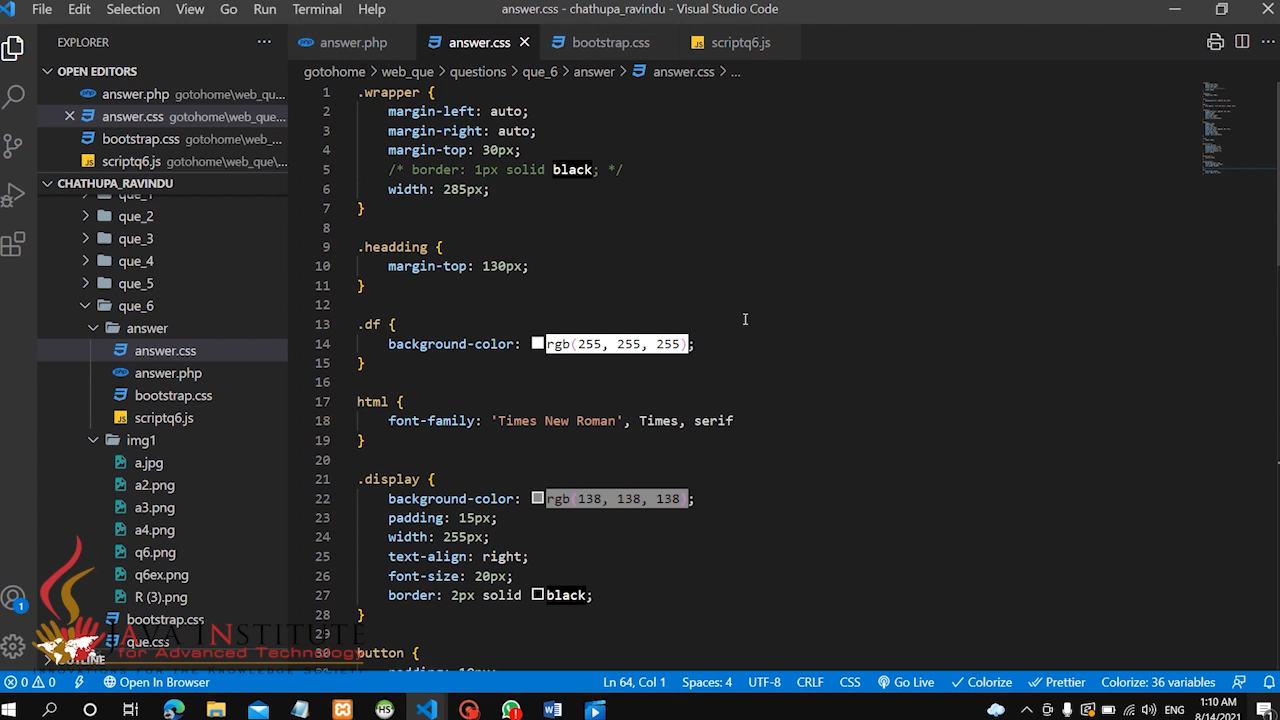 File Edit Selection View Go Run Terminal Help answer.css - chathupa_ravindu - Visual Studio Code
EXPLORER
answer.php answer.css bootstrap.css scriptq6.js
OPEN EDITORS
answer.php gotohome\web_qu...
answer.css gotohome\web_que...
bootstrap.css gotohome\web_...
scriptq6.js gotohome\web_que\...
CHATHUPA_RAVINDU
que_1
que_2
que_3
que_4
que_5
que_6
answer
answer.css
answer.php
bootstrap.css
scriptq6.js
img1
a.jpg
a2.png
a3.png
a4.png
q6.png
q6ex.png
R (3).png
bootstrap.css
que.css
OUTLINE
gotohome > web_que > questions > que_6 > answer > answer.css > ...
1 .wrapper {
2 margin-left: auto;
3 margin-right: auto;
4 margin-top: 30px;
5 /* border: 1px solid black; */
6 width: 285px;
7 }
8
9 .headding {
10 margin-top: 130px;
11 }
12
13 .df {
14 background-color: rgb(255, 255, 255);
15 }
16
17 html {
18 font-family: 'Times New Roman', Times, serif
19 }
20
21 .display {
22 background-color: rgb(138, 138, 138);
23 padding: 15px;
24 width: 255px;
25 text-align: right;
26 font-size: 20px;
27 border: 2px solid black;
28 }
29
30 button {
JAVA INSTITUTE
for Advanced Technology
INNOVATIONS FOR THE KNOWLEDGE SOCIETY
0 0 Open In Browser Ln 64, Col 1 Spaces: 4 UTF-8 CRLF CSS Go Live Colorize Prettier Colorize: 36 variables
1
HS
ENG 1:10 AM